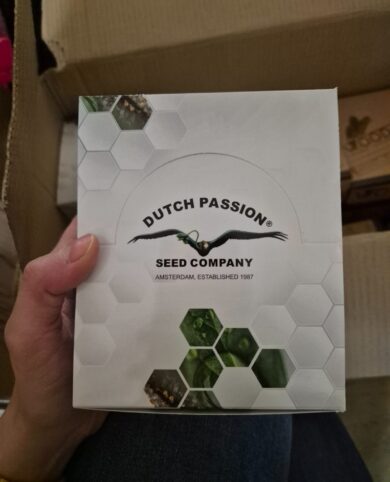 DUTCH PASSION®
SEED COMPANY
AMSTERDAM, ESTABLISHED 1987